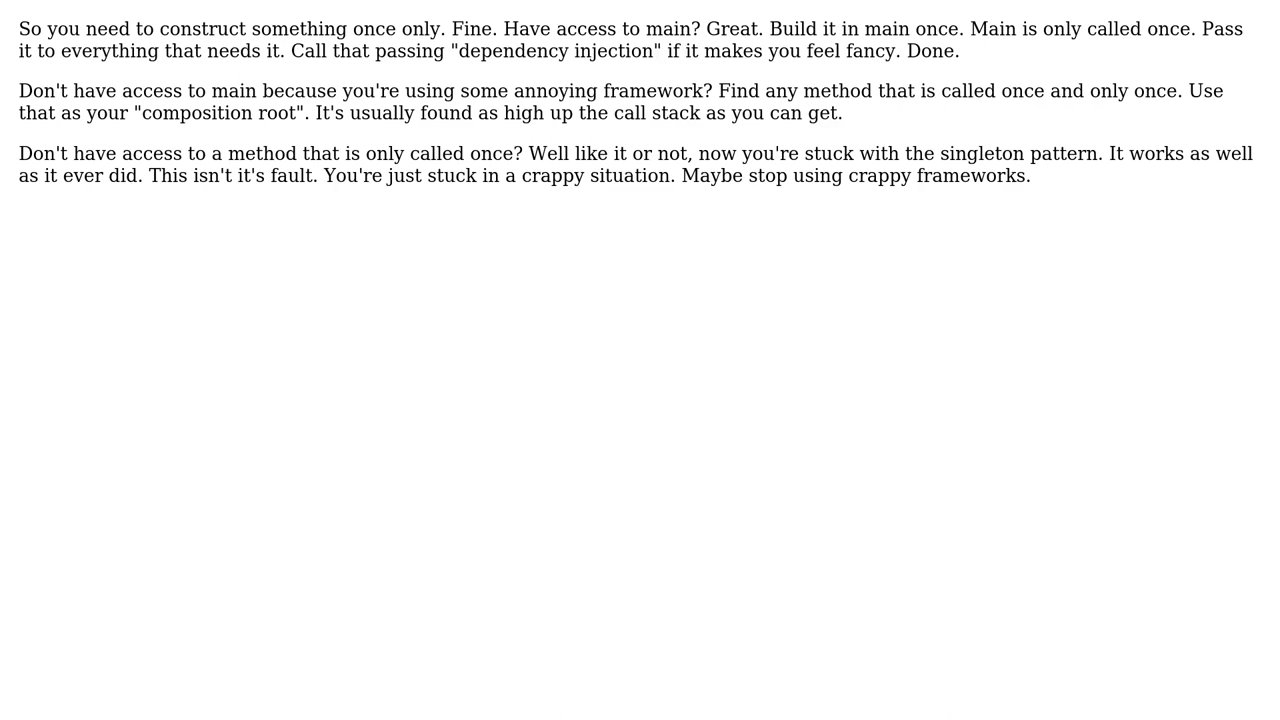 So you need to construct something once only. Fine. Have access to main? Great. Build it in main once. Main is only called once. Pass
it to everything that needs it. Call that passing "dependency injection" if it makes you feel fancy. Done.
Don't have access to main because you're using some annoying framework? Find any method that is called once and only once. Use
that as your "composition root". It's usually found as high up the call stack as you can get.
Don't have access to a method that is only called once? Well like it or not, now you're stuck with the singleton pattern. It works as well
as it ever did. This isn't it's fault. You're just stuck in a crappy situation. Maybe stop using crappy frameworks.